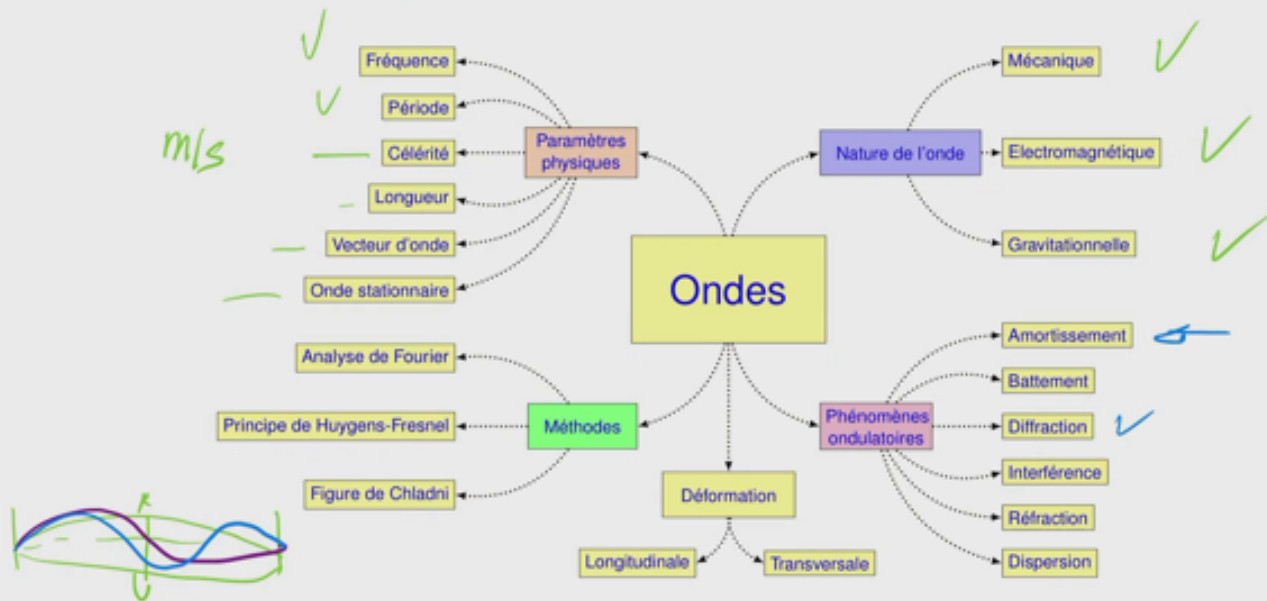 Fréquence
Période
m/s
Célérité
Longueur
Vecteur d'onde
Onde stationnaire
Paramètres
physiques
Nature de l'onde
Mécanique
Electromagnétique
Gravitationnelle
Ondes
Analyse de Fourier
Principe de Huygens-Fresnel
Figure de Chladni
Méthodes
Déformation
Longitudinale
Transversale
Phénomènes
ondulatoires
Amortissement
Battement
Diffraction
Interférence
Réfraction
Dispersion